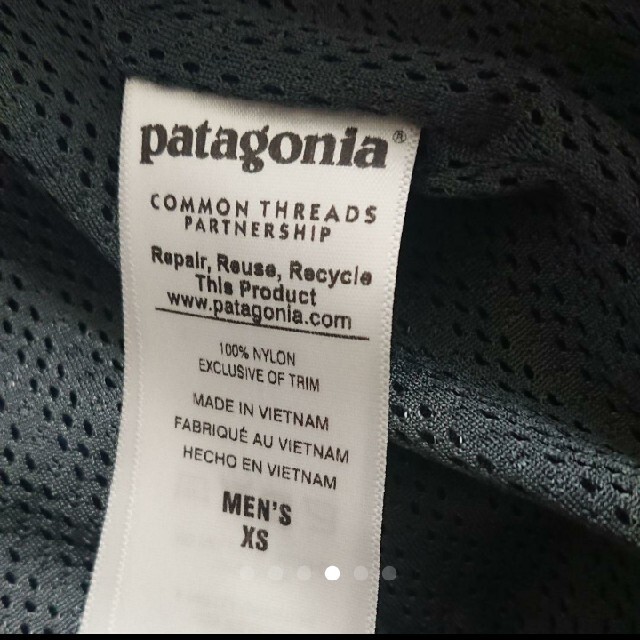 patagonia®
COMMON THREADS
PARTNERSHIP
Repair, Reuse, Recycle
This Product
www.patagonia.com
100% NYLON
EXCLUSIVE OF TRIM
MADE IN VIETNAM
FABRIQUÉ AU VIETNAM
HECHO EN VIETNAM
MEN'S
XS